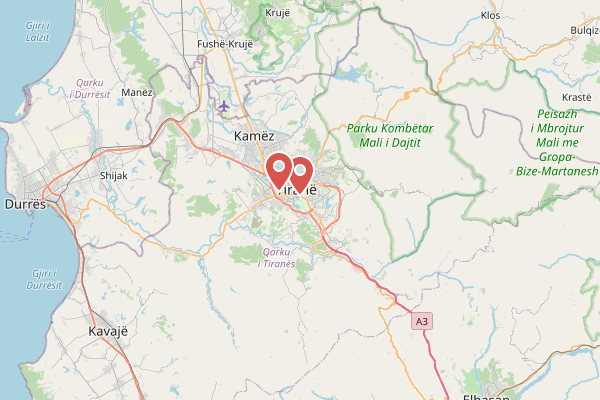 Krujë
Klos
Gjiri i
Lalzit
Bulqizë
Fushë-Krujë
Qarku
i Durrësit
Manëz
Krastë
Kamëz
Parku Kombëtar
Mali i Dajtit
Peisazh
i Mbrojtur
Mali me
Gropa-
Bize-Martanesh
Shijak
Tiranë
Durrës
Qarku
i Tiranës
Gjiri i
Durrësit
A3
Kavajë
Elbasan